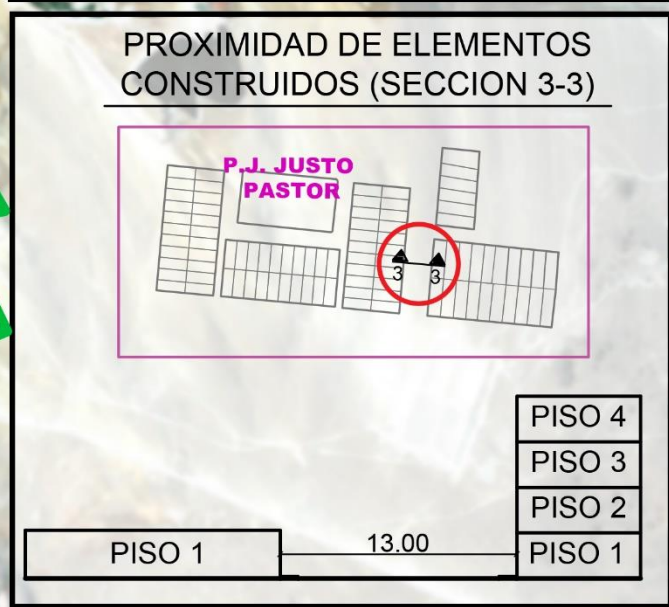 PROXIMIDAD DE ELEMENTOS
CONSTRUIDOS (SECCION 3-3)
P.J. JUSTO
PASTOR
3 3
PISO 4
PISO 3
PISO 2
PISO 1 13.00 PISO 1